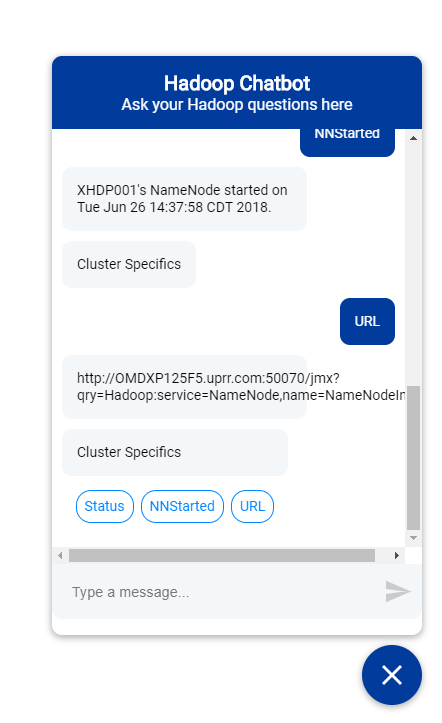 Hadoop Chatbot
Ask your Hadoop questions here
NNStarted
XHDP001's NameNode started on
Tue Jun 26 14:37:58 CDT 2018.
Cluster Specifics
URL
http://OMDXP125F5.uprr.com:50070/jmx?
qry=Hadoop:service=NameNode,name=NameNodeIn
Cluster Specifics
Status NNStarted URL
Type a message...